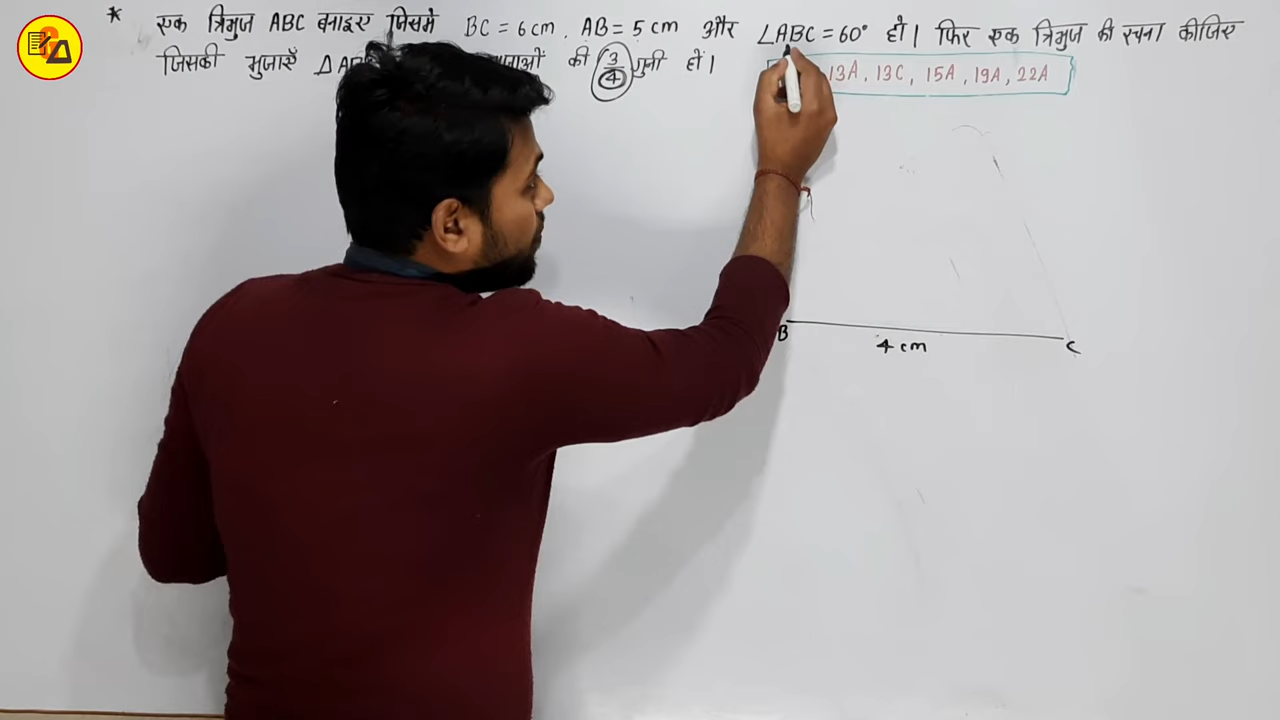 * एक त्रिभुज ABC बनाइए जिसमे BC = 6 cm, AB = 5 cm और ∠ABC = 60° हो। फिर एक त्रिभुज की रचना कीजिए
जिसकी भुजाएँ की 3/4 गुनी हों।
13A, 13C, 15A, 19A, 22A
B C
4 cm